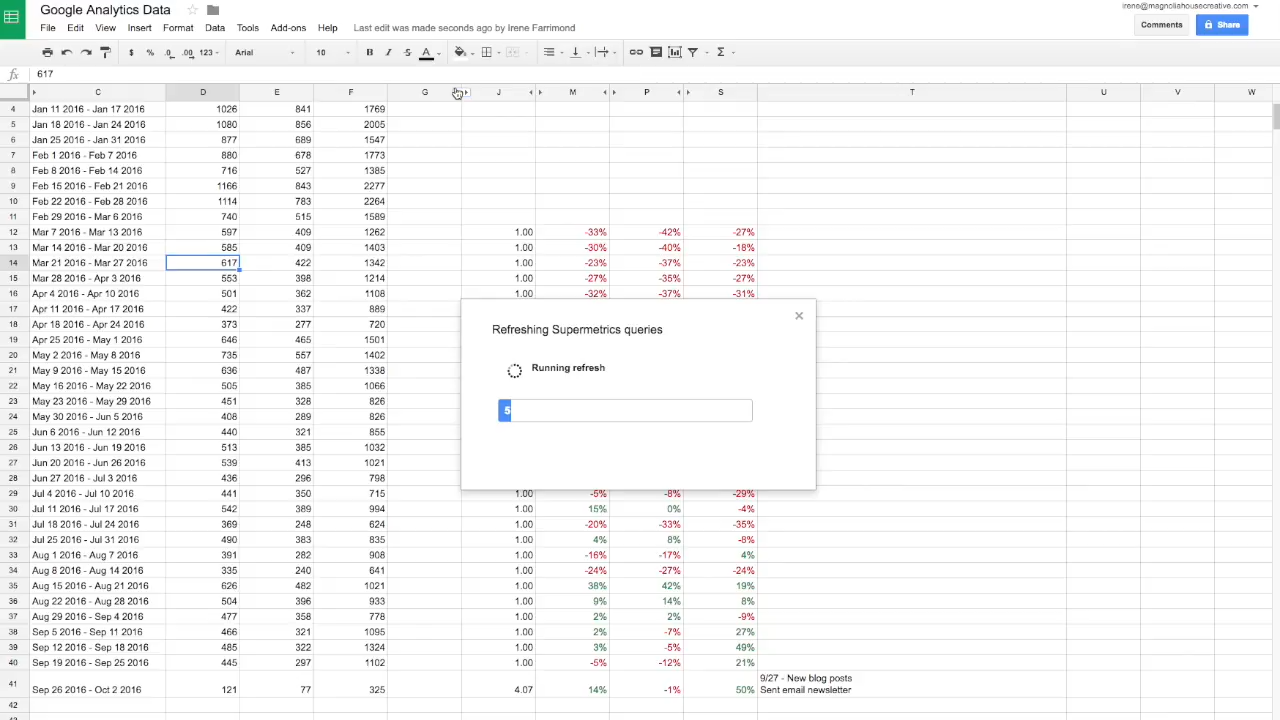 Google Analytics Data
irene@magnoliahousecreative.com
File Edit View Insert Format Data Tools Add-ons Help Last edit was made seconds ago by Irene Farrimond
Comments Share
$ % .0 .00 123 Arial 10 B I S A Σ
fx 617
C D E F G J M P S T U V W
4 Jan 11 2016 - Jan 17 2016 1026 841 1769
5 Jan 18 2016 - Jan 24 2016 1080 856 2005
6 Jan 25 2016 - Jan 31 2016 877 689 1547
7 Feb 1 2016 - Feb 7 2016 880 678 1773
8 Feb 8 2016 - Feb 14 2016 716 527 1385
9 Feb 15 2016 - Feb 21 2016 1166 843 2277
10 Feb 22 2016 - Feb 28 2016 1114 783 2264
11 Feb 29 2016 - Mar 6 2016 740 515 1589
12 Mar 7 2016 - Mar 13 2016 597 409 1262 1.00 -33% -42% -27%
13 Mar 14 2016 - Mar 20 2016 585 409 1403 1.00 -30% -40% -18%
14 Mar 21 2016 - Mar 27 2016 617 422 1342 1.00 -23% -37% -23%
15 Mar 28 2016 - Apr 3 2016 553 398 1214 1.00 -27% -35% -27%
16 Apr 4 2016 - Apr 10 2016 501 362 1108 1.00 -32% -37% -31%
17 Apr 11 2016 - Apr 17 2016 422 337 889
18 Apr 18 2016 - Apr 24 2016 373 277 720
19 Apr 25 2016 - May 1 2016 646 465 1501
20 May 2 2016 - May 8 2016 735 557 1402
21 May 9 2016 - May 15 2016 636 487 1338
22 May 16 2016 - May 22 2016 505 385 1066
23 May 23 2016 - May 29 2016 451 328 826
24 May 30 2016 - Jun 5 2016 408 289 826
25 Jun 6 2016 - Jun 12 2016 440 321 855
26 Jun 13 2016 - Jun 19 2016 513 385 1032
27 Jun 20 2016 - Jun 26 2016 539 413 1021
28 Jun 27 2016 - Jul 3 2016 436 296 798
Refreshing Supermetrics queries
Running refresh
5
29 Jul 4 2016 - Jul 10 2016 441 350 715 1.00 -5% -8% -29%
30 Jul 11 2016 - Jul 17 2016 542 389 994 1.00 15% 0% -4%
31 Jul 18 2016 - Jul 24 2016 369 248 624 1.00 -20% -33% -35%
32 Jul 25 2016 - Jul 31 2016 490 383 835 1.00 4% 8% -8%
33 Aug 1 2016 - Aug 7 2016 391 282 908 1.00 -16% -17% 4%
34 Aug 8 2016 - Aug 14 2016 335 240 641 1.00 -24% -27% -24%
35 Aug 15 2016 - Aug 21 2016 626 482 1021 1.00 38% 42% 19%
36 Aug 22 2016 - Aug 28 2016 504 396 933 1.00 9% 14% 8%
37 Aug 29 2016 - Sep 4 2016 477 358 778 1.00 2% 2% -9%
38 Sep 5 2016 - Sep 11 2016 466 321 1095 1.00 2% -7% 27%
39 Sep 12 2016 - Sep 18 2016 485 322 1324 1.00 3% -5% 49%
40 Sep 19 2016 - Sep 25 2016 445 297 1102 1.00 -5% -12% 21%
9/27 - New blog posts
41 Sep 26 2016 - Oct 2 2016 121 77 325 4.07 14% -1% 50% Sent email newsletter
42